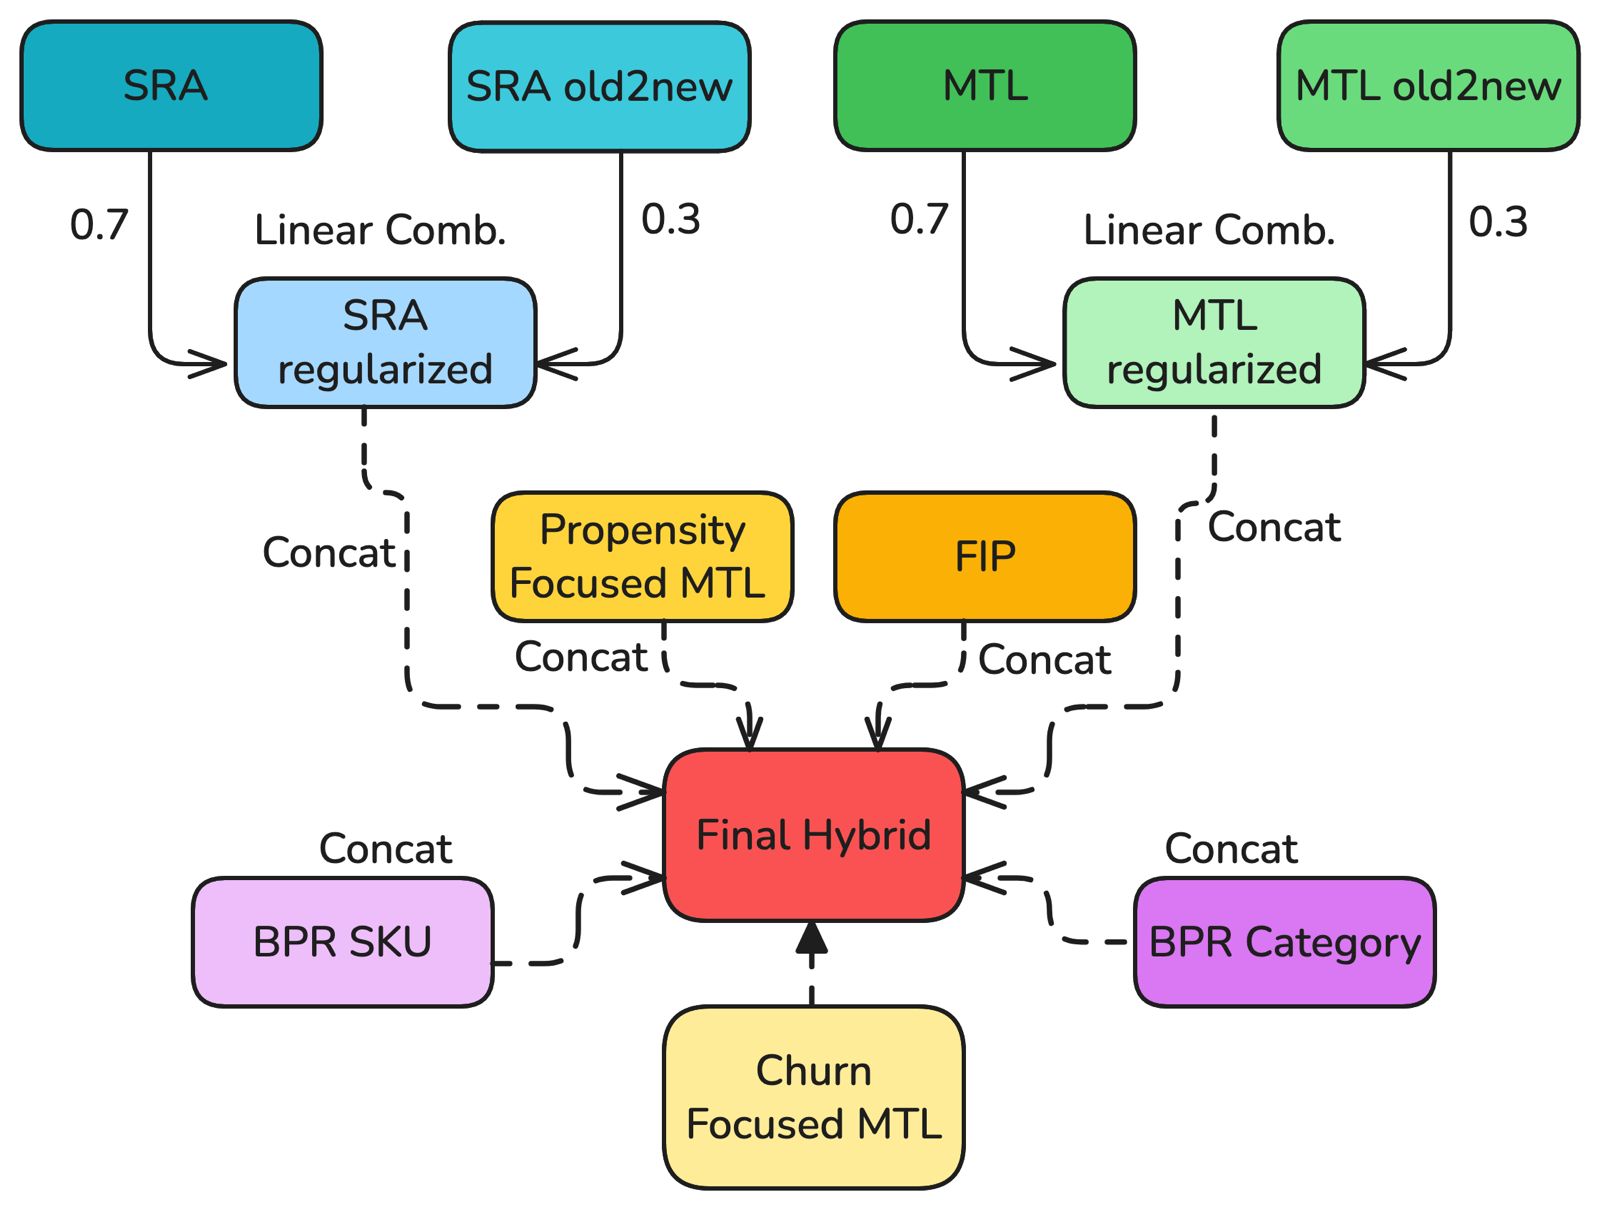 SRA
SRA old2new
MTL
MTL old2new
0.7
Linear Comb.
0.3
0.7
Linear Comb.
0.3
SRA
regularized
MTL
regularized
Concat
Propensity
Focused MTL
FIP
Concat
Concat
Concat
Final Hybrid
Concat
Concat
BPR SKU
BPR Category
Churn
Focused MTL